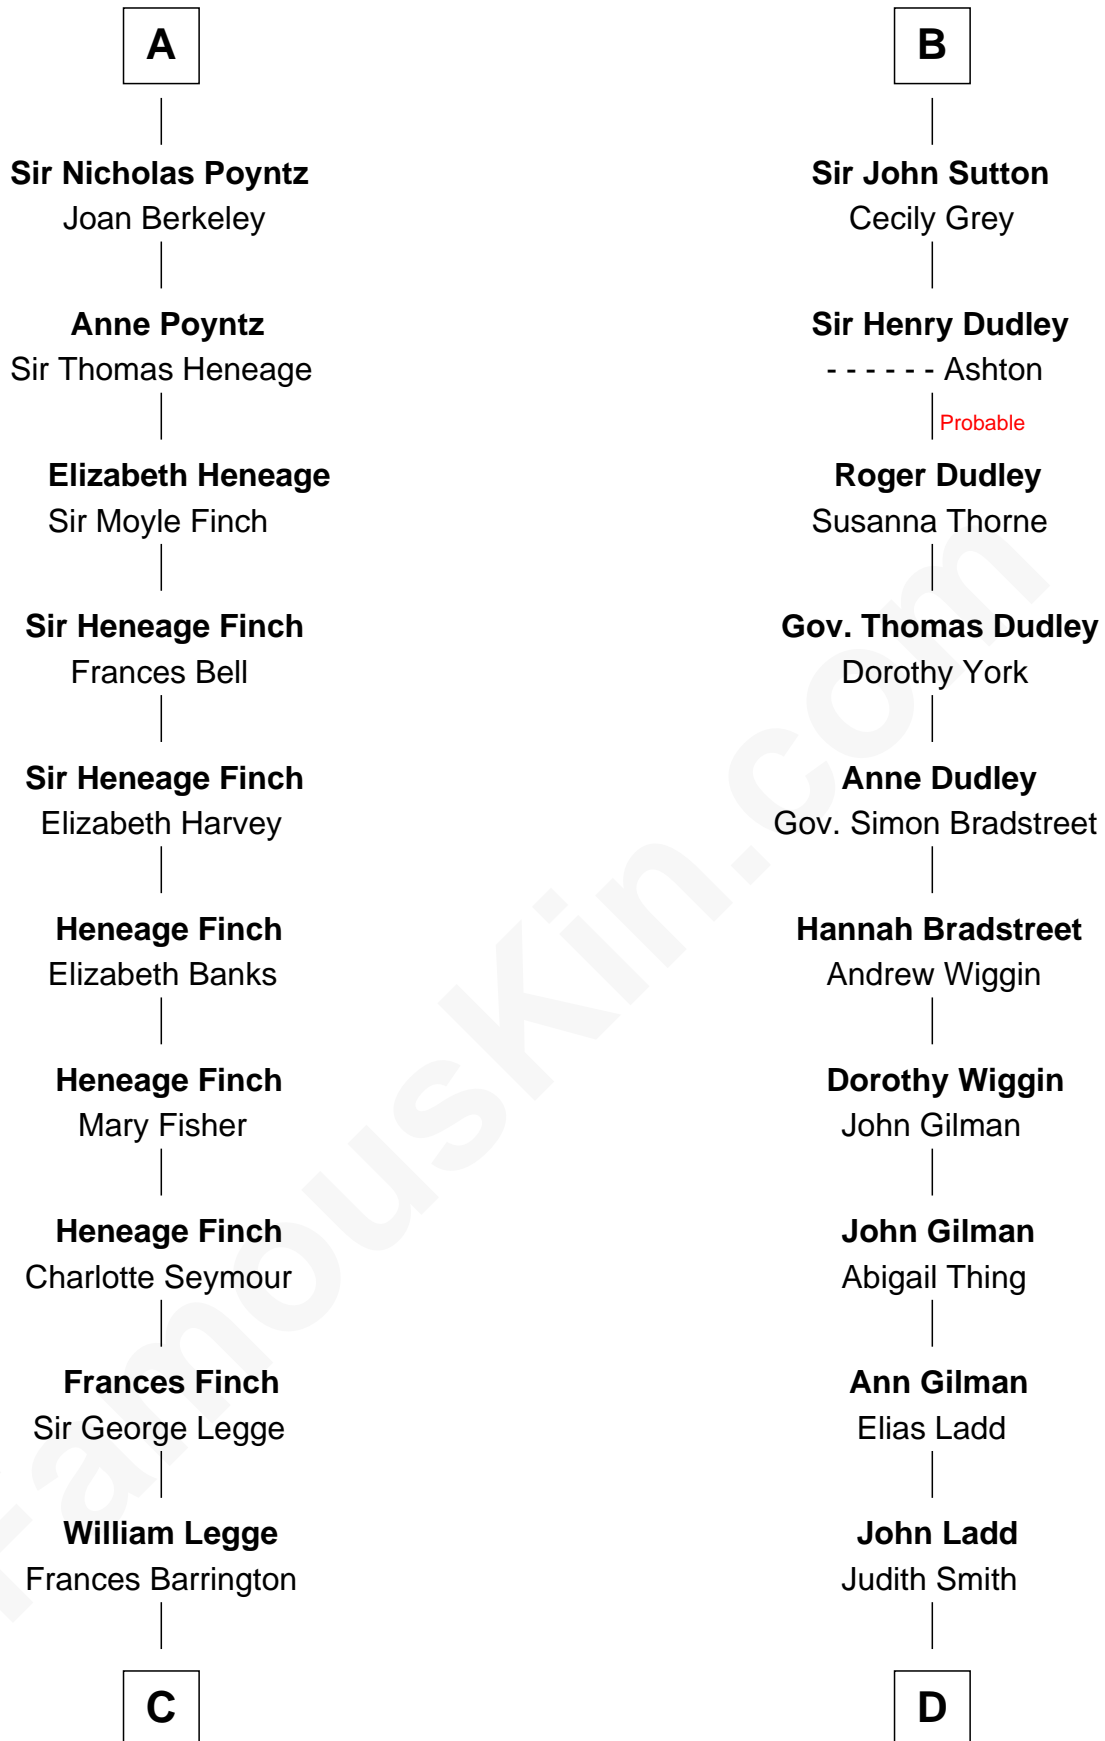 A
Sir Nicholas Poyntz
Joan Berkeley
Anne Poyntz
Sir Thomas Heneage
Elizabeth Heneage
Sir Moyle Finch
Sir Heneage Finch
Frances Bell
Sir Heneage Finch
Elizabeth Harvey
Heneage Finch
Elizabeth Banks
Heneage Finch
Mary Fisher
Heneage Finch
Charlotte Seymour
Frances Finch
Sir George Legge
William Legge
Frances Barrington
C
B
Sir John Sutton
Cecily Grey
Sir Henry Dudley
- - - - - - Ashton
Probable
Roger Dudley
Susanna Thorne
Gov. Thomas Dudley
Dorothy York
Anne Dudley
Gov. Simon Bradstreet
Hannah Bradstreet
Andrew Wiggin
Dorothy Wiggin
John Gilman
John Gilman
Abigail Thing
Ann Gilman
Elias Ladd
John Ladd
Judith Smith
D
FamousKin.com